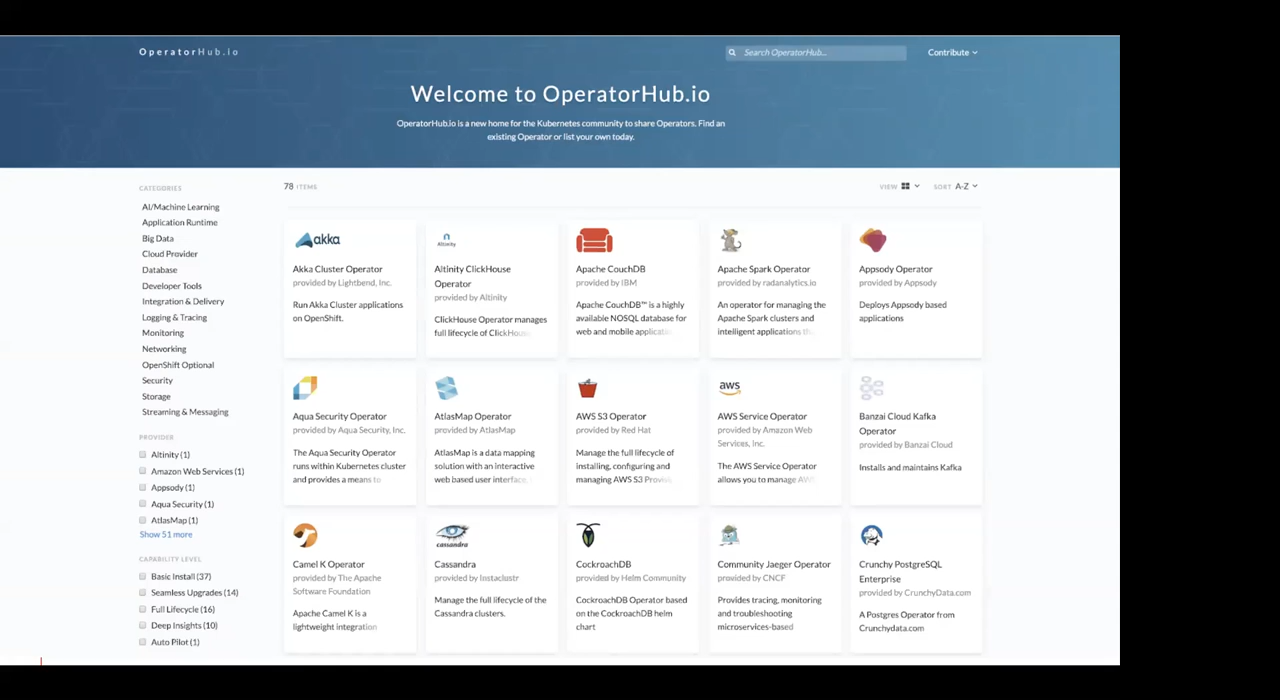 OperatorHub.io
Search OperatorHub...
Contribute
Welcome to OperatorHub.io
OperatorHub.io is a new home for the Kubernetes community to share Operators. Find an
existing Operator or list your own today.
CATEGORIES
AI/Machine Learning
Application Runtime
Big Data
Cloud Provider
Database
Developer Tools
Integration & Delivery
Logging & Tracing
Monitoring
Networking
OpenShift Optional
Security
Storage
Streaming & Messaging
PROVIDER
Altinity (1)
Amazon Web Services (1)
Appsody (1)
Aqua Security (1)
AtlasMap (1)
Show 51 more
CAPABILITY LEVEL
Basic Install (37)
Seamless Upgrades (14)
Full Lifecycle (16)
Deep Insights (10)
Auto Pilot (1)
78 ITEMS
VIEW
SORT A-Z
akka
Akka Cluster Operator
provided by Lightbend, Inc.
Run Akka Cluster applications
on OpenShift.
Altinity
Altinity ClickHouse
Operator
provided by Altinity
ClickHouse Operator manages
full lifecycle of ClickHouse
Apache CouchDB
provided by IBM
Apache CouchDB™ is a highly
available NOSQL database for
web and mobile applicatio
Apache Spark Operator
provided by radanalytics.io
An operator for managing the
Apache Spark clusters and
intelligent applications th
Appsody Operator
provided by Appsody
Deploys Appsody based
applications
Aqua Security Operator
provided by Aqua Security, Inc.
The Aqua Security Operator
runs within Kubernetes cluster
and provides a means to
AtlasMap Operator
provided by AtlasMap
AtlasMap is a data mapping
solution with an interactive
web based user interface,
AWS S3 Operator
provided by Red Hat
Manage the full lifecycle of
installing, configuring and
managing AWS S3 Provis
aws
AWS Service Operator
provided by Amazon Web
Services, Inc.
The AWS Service Operator
allows you to manage AWS
Banzai Cloud Kafka
Operator
provided by Banzai Cloud
Installs and maintains Kafka
Camel K Operator
provided by The Apache
Software Foundation
Apache Camel K is a
lightweight integration
cassandra
Cassandra
provided by Instaclustr
Manage the full lifecycle of the
Cassandra clusters.
CockroachDB
provided by Helm Community
CockroachDB Operator based
on the CockroachDB helm
chart
Community Jaeger Operator
provided by CNCF
Provides tracing, monitoring
and troubleshooting
microservices-based
Crunchy PostgreSQL
Enterprise
provided by CrunchyData.com
A Postgres Operator from
Crunchydata.com